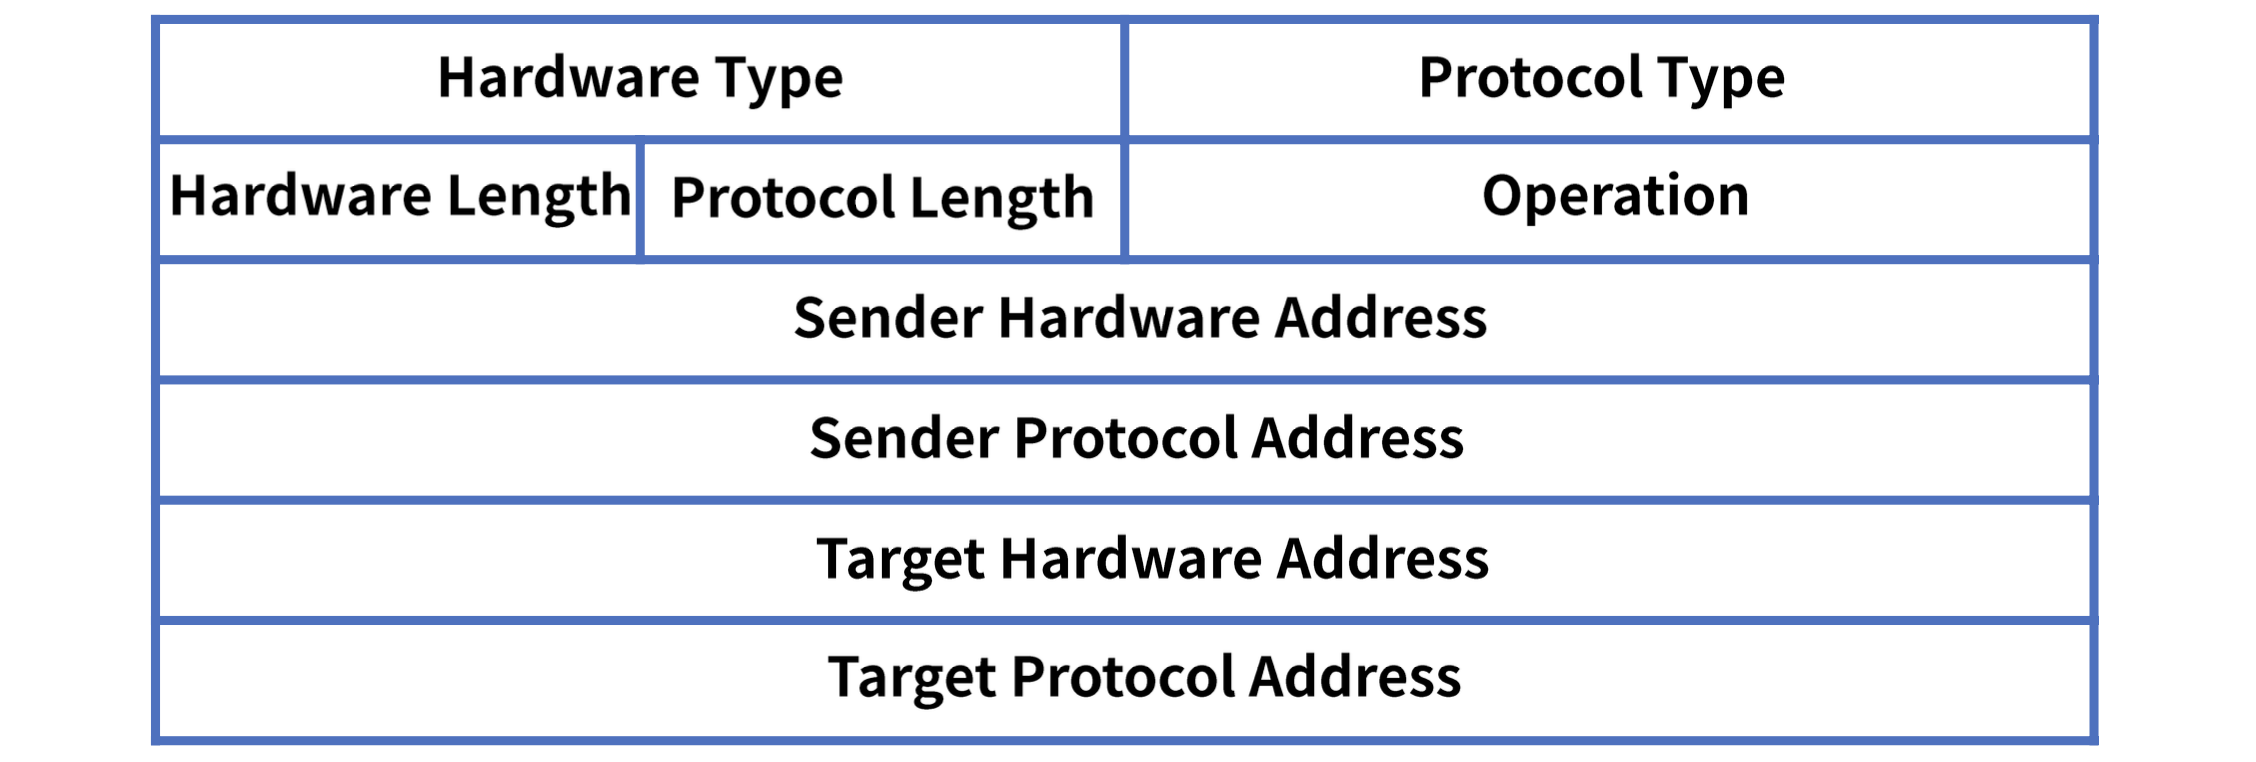 Hardware Type
Protocol Type
Hardware Length
Protocol Length
Operation
Sender Hardware Address
Sender Protocol Address
Target Hardware Address
Target Protocol Address